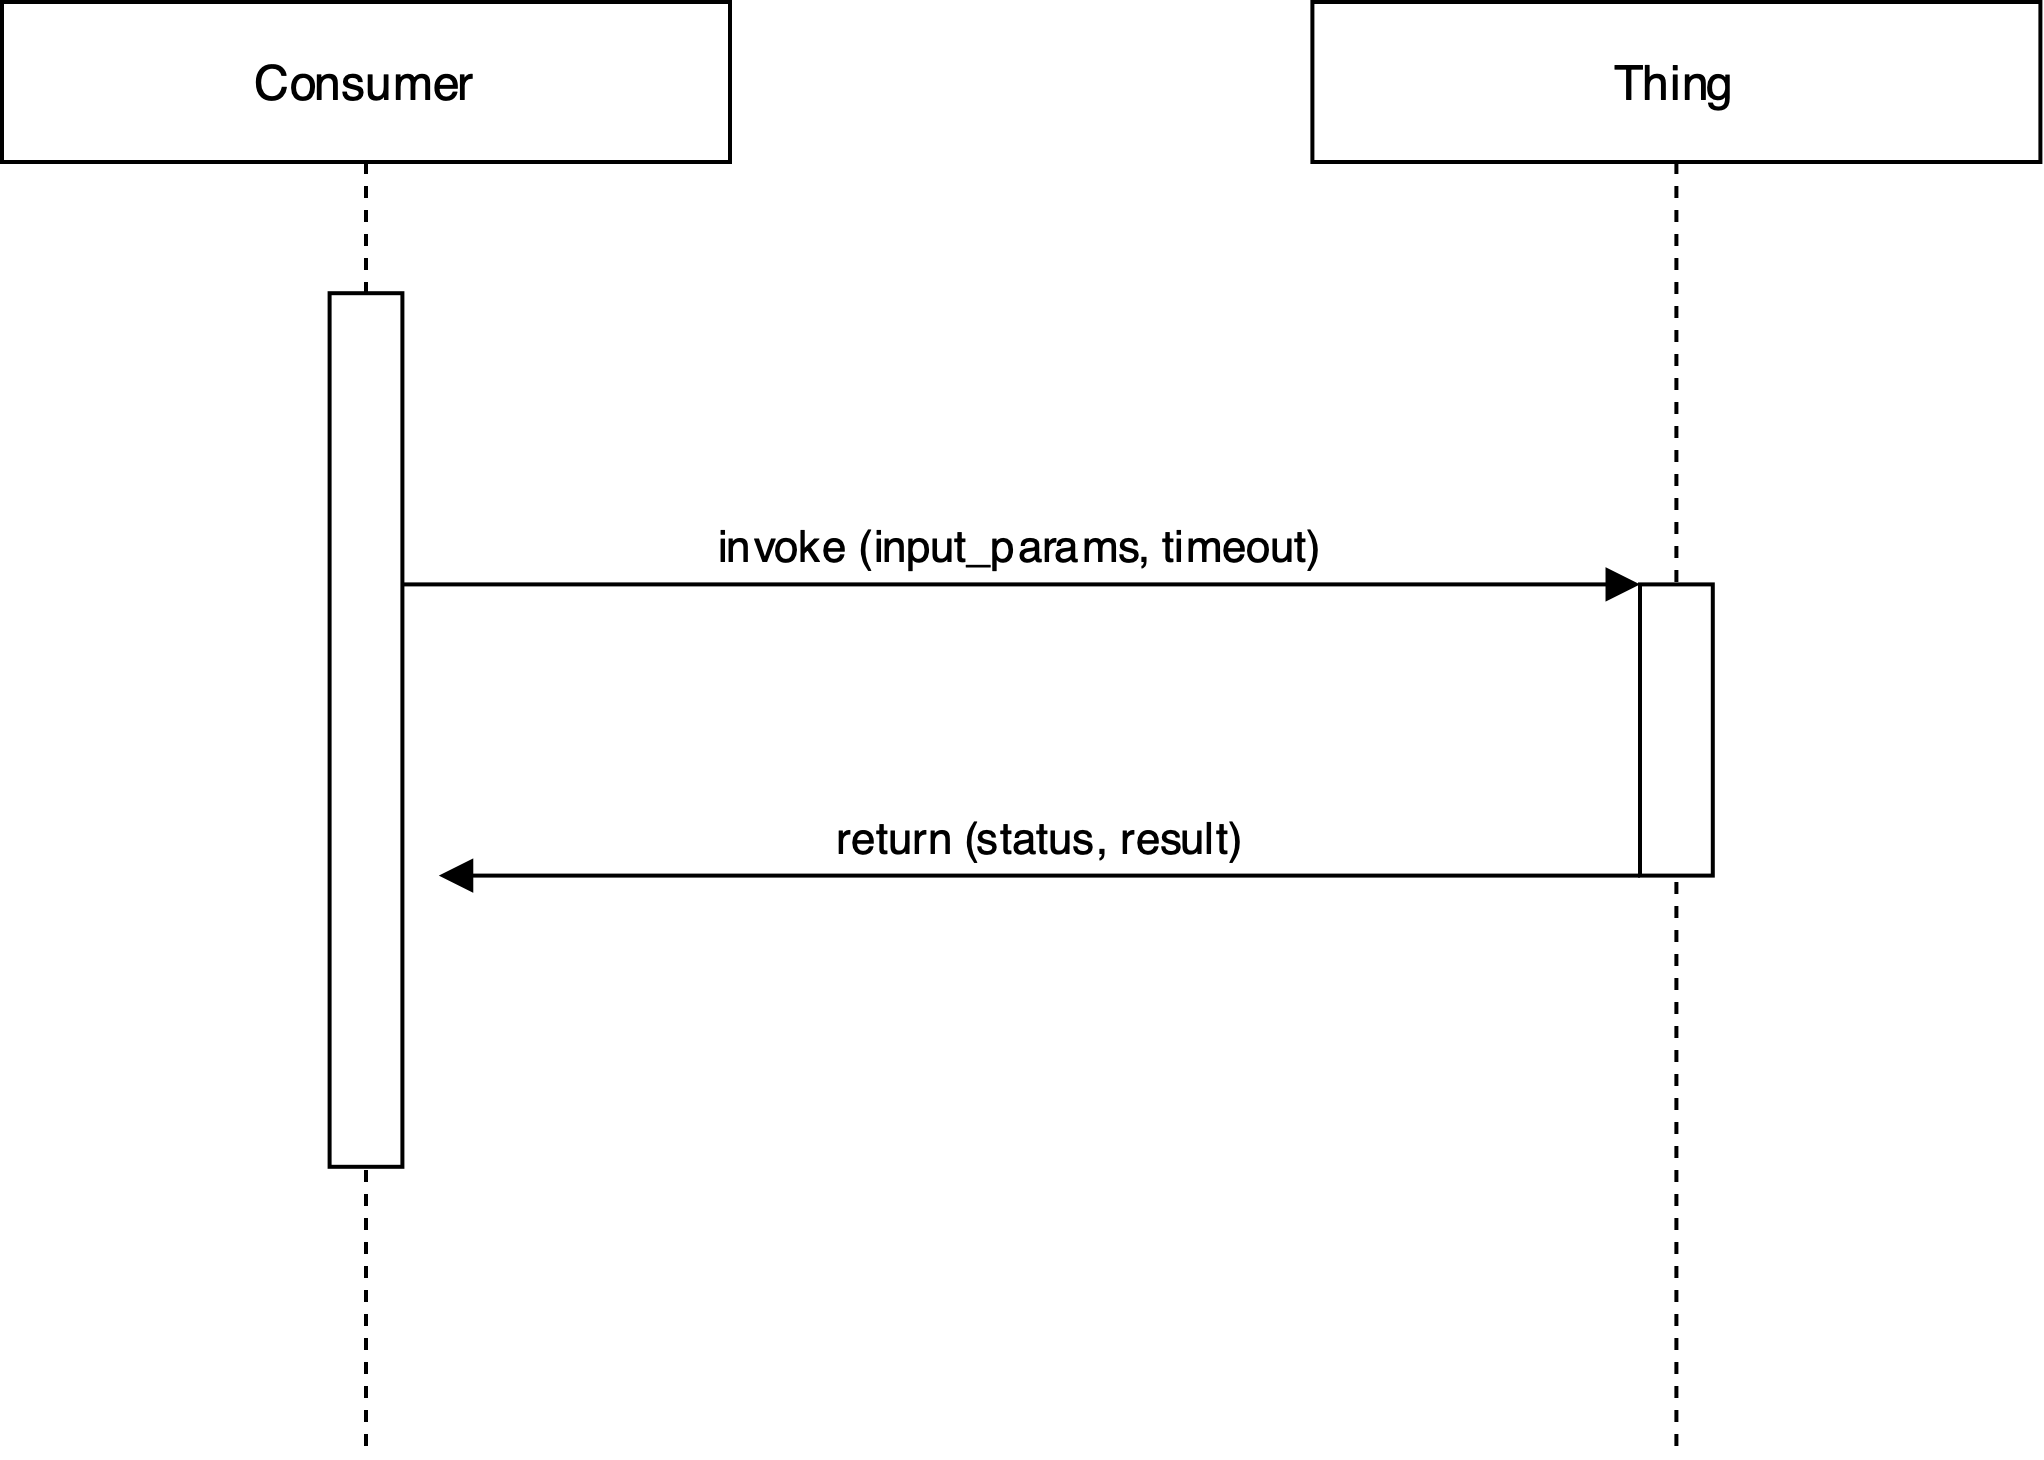 Consumer
Thing
invoke (input_params, timeout)
return (status, result)